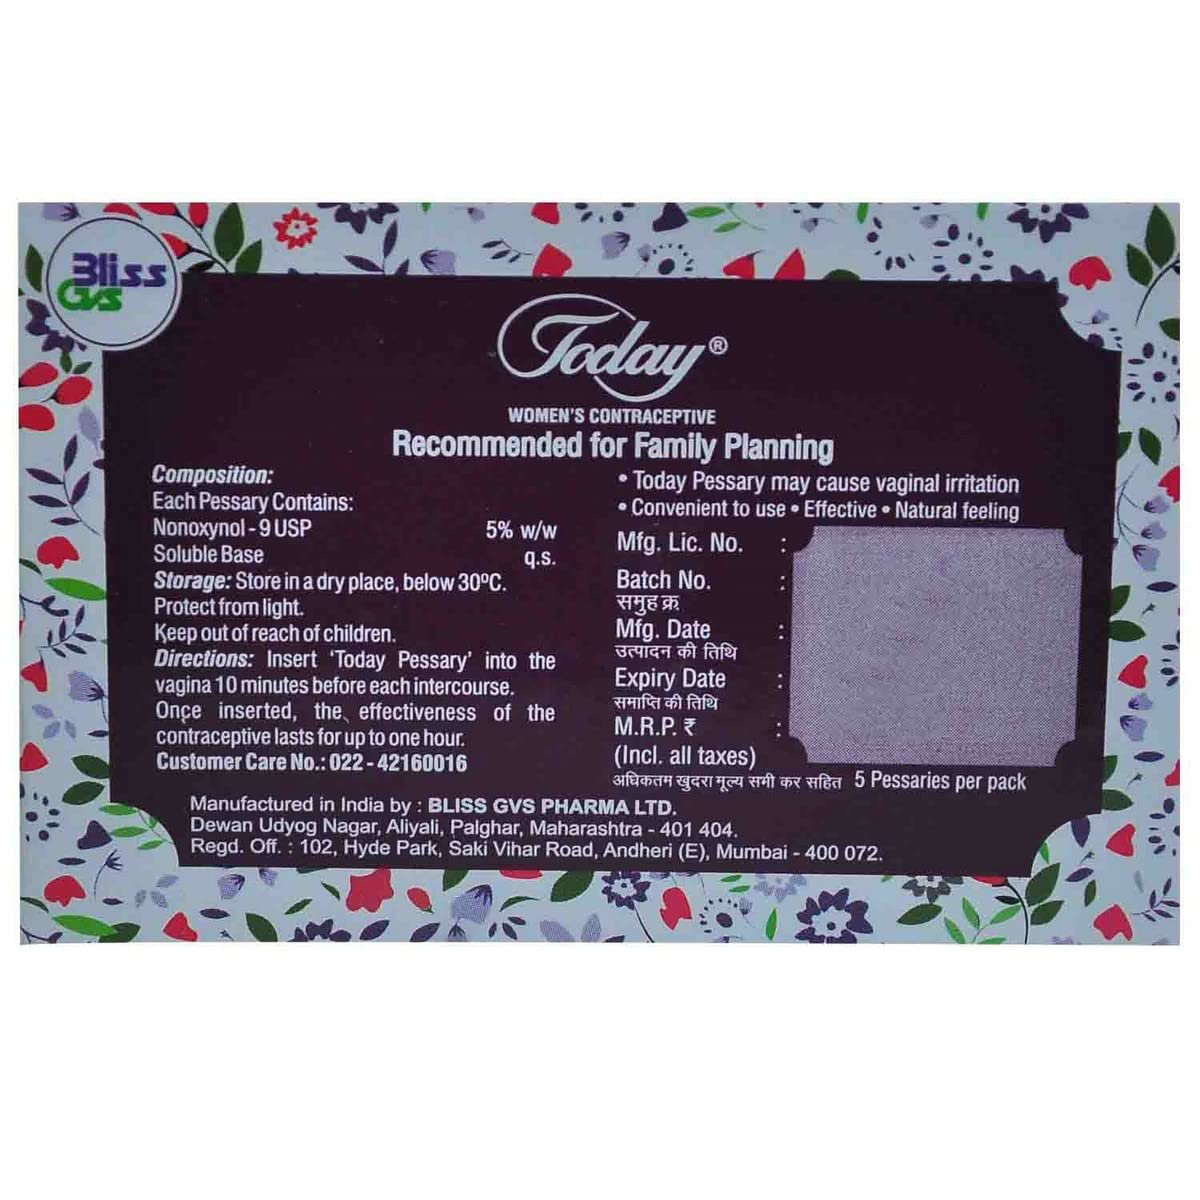 Bliss
GVS
Today®
WOMEN'S CONTRACEPTIVE
Recommended for Family Planning
Composition:
Each Pessary Contains:
Nonoxynol - 9 USP 5% w/w
Soluble Base q.s.
Storage: Store in a dry place, below 30ºC.
Protect from light.
Keep out of reach of children.
Directions: Insert 'Today Pessary' into the
vagina 10 minutes before each intercourse.
Once inserted, the effectiveness of the
contraceptive lasts for up to one hour.
Customer Care No.: 022 - 42160016
• Today Pessary may cause vaginal irritation
• Convenient to use • Effective • Natural feeling
Mfg. Lic. No. :
Batch No. :
समुह क्र
Mfg. Date :
उत्पादन की तिथि
Expiry Date :
समाप्ति की तिथि
M.R.P. ₹ :
(Incl. all taxes)
अधिकतम खुदरा मूल्य सभी कर सहित 5 Pessaries per pack
Manufactured in India by : BLISS GVS PHARMA LTD.
Dewan Udyog Nagar, Aliyali, Palghar, Maharashtra - 401 404.
Regd. Off. : 102, Hyde Park, Saki Vihar Road, Andheri (E), Mumbai - 400 072.